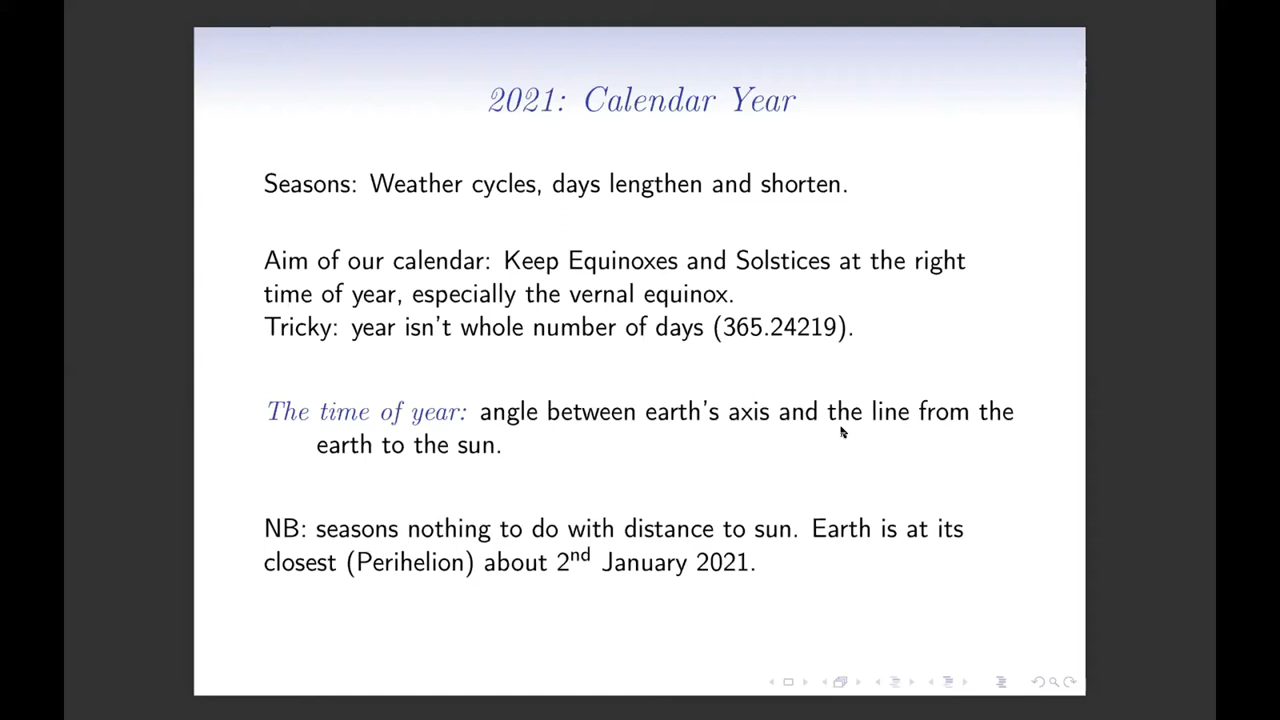 2021: Calendar Year
Seasons: Weather cycles, days lengthen and shorten.
Aim of our calendar: Keep Equinoxes and Solstices at the right
time of year, especially the vernal equinox.
Tricky: year isn't whole number of days (365.24219).
The time of year: angle between earth's axis and the line from the
earth to the sun.
NB: seasons nothing to do with distance to sun. Earth is at its
closest (Perihelion) about 2nd January 2021.